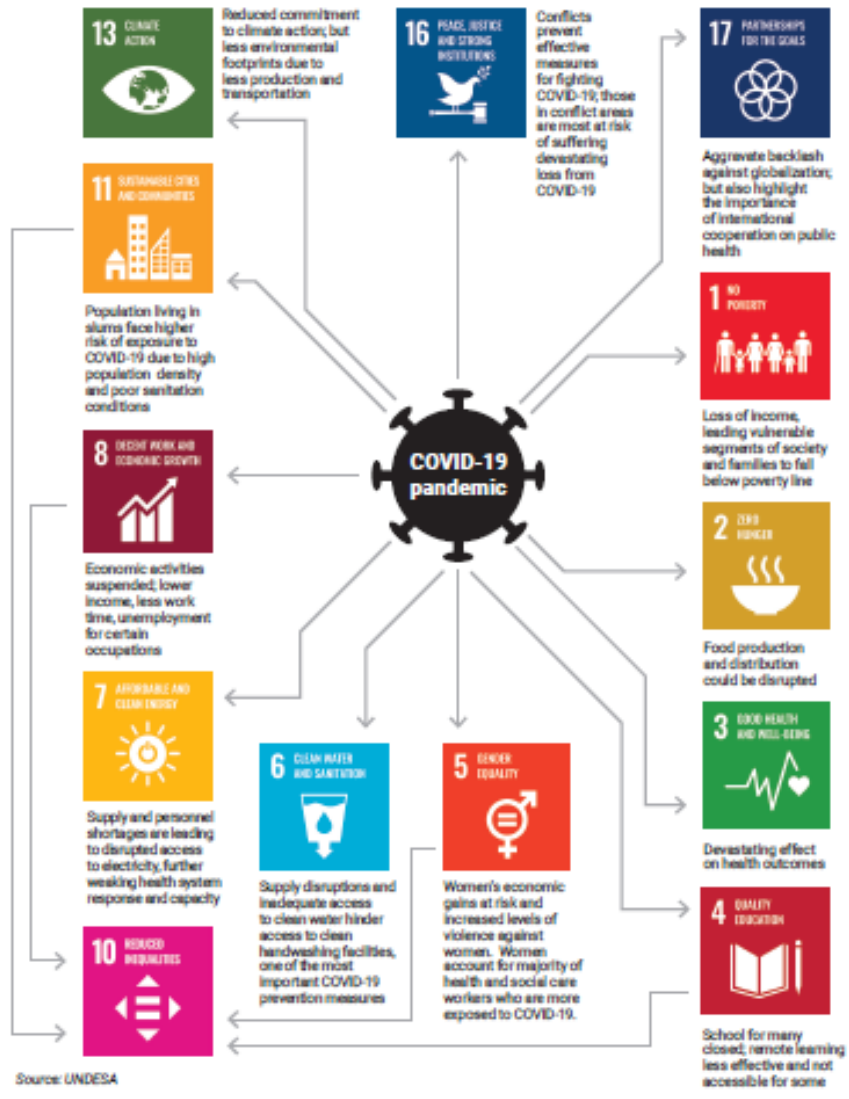 13 CLIMATE
ACTION
Reduced commitment
to climate action; but
less environmental
footprints due to
less production and
transportation
16 PEACE, JUSTICE
AND STRONG
INSTITUTIONS
Conflicts
prevent
effective
measures
for fighting
COVID-19; those
in conflict areas
are most at risk
of suffering
devastating
loss from
COVID-19
17 PARTNERSHIPS
FOR THE GOALS
Aggravate backlash
against globalization;
but also highlight
the importance
of international
cooperation on public
health
11 SUSTAINABLE CITIES
AND COMMUNITIES
Population living in
slums face higher
risk of exposure to
COVID-19 due to high
population density
and poor sanitation
conditions
1 NO
POVERTY
Loss of income,
leading vulnerable
segments of society
and families to fall
below poverty line
8 DECENT WORK AND
ECONOMIC GROWTH
Economic activities
suspended; lower
income, less work
time, unemployment
for certain
occupations
COVID-19
pandemic
2 ZERO
HUNGER
Food production
and distribution
could be disrupted
7 AFFORDABLE AND
CLEAN ENERGY
Supply and personnel
shortages are leading
to disrupted access
to electricity, further
weaking health system
response and capacity
3 GOOD HEALTH
AND WELL-BEING
Devastating effect
on health outcomes
6 CLEAN WATER
AND SANITATION
Supply disruptions and
inadequate access
to clean water hinder
access to clean
handwashing facilities,
one of the most
important COVID-19
prevention measures
5 GENDER
EQUALITY
Women's economic
gains at risk and
increased levels of
violence against
women. Women
account for majority of
health and social care
workers who are more
exposed to COVID-19.
4 QUALITY
EDUCATION
School for many
closed; remote learning
less effective and not
accessible for some
10 REDUCED
INEQUALITIES
Source: UNDESA